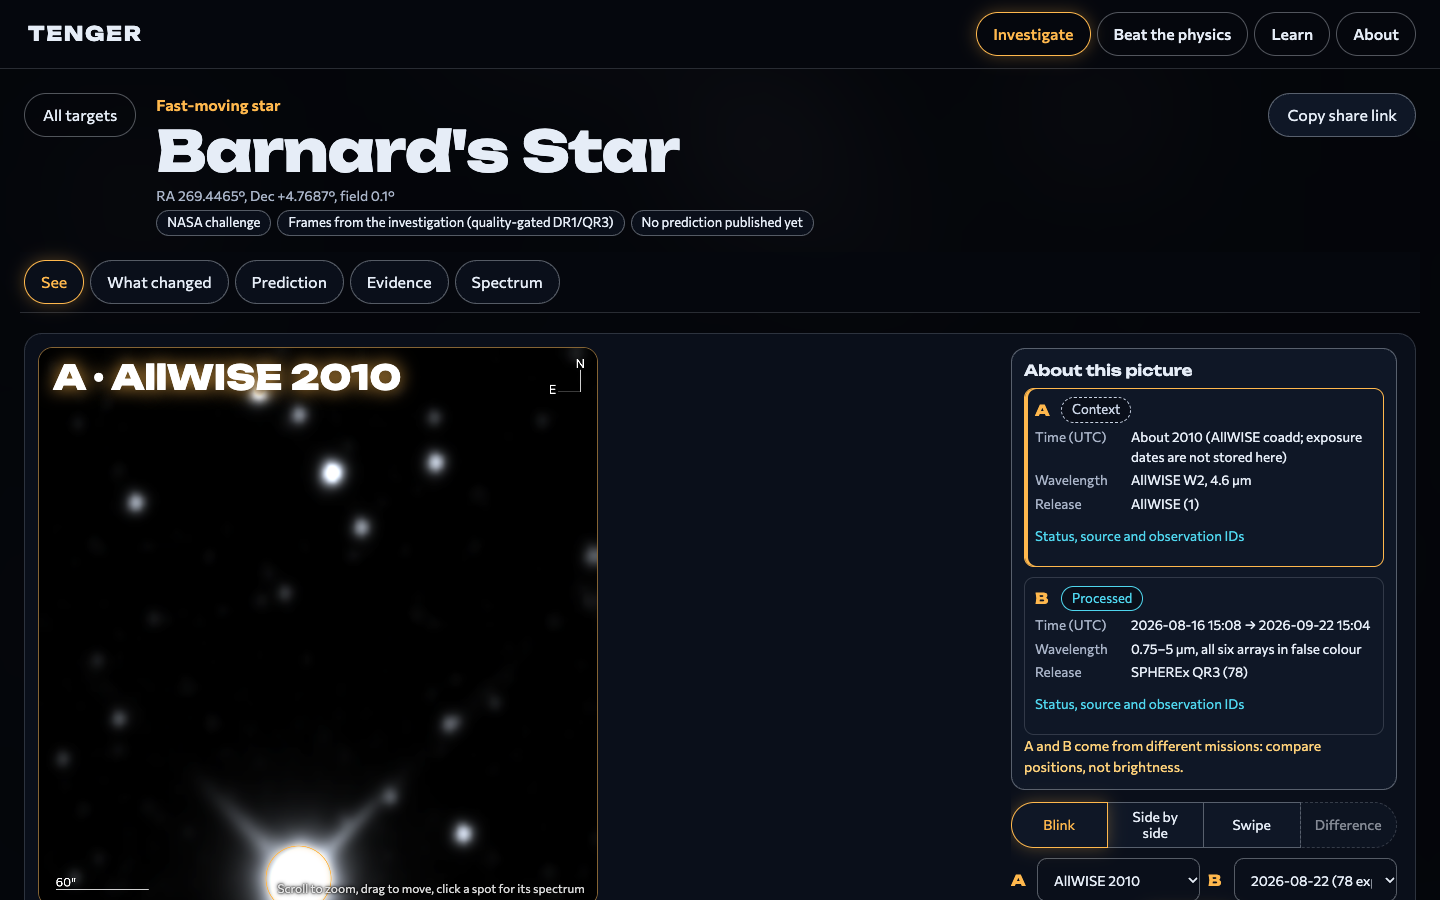 TENGER
Investigate
Beat the physics
Learn
About
All targets
Fast-moving star
Barnard's Star
RA 269.4465°, Dec +4.7687°, field 0.1°
NASA challenge
Frames from the investigation (quality-gated DR1/QR3)
No prediction published yet
Copy share link
See
What changed
Prediction
Evidence
Spectrum
A • AllWISE 2010
N
E
60"
Scroll to zoom, drag to move, click a spot for its spectrum
About this picture
A Context
Time (UTC) About 2010 (AllWISE coadd; exposure
dates are not stored here)
Wavelength AllWISE W2, 4.6 µm
Release AllWISE (1)
Status, source and observation IDs
B Processed
Time (UTC) 2026-08-16 15:08 → 2026-09-22 15:04
Wavelength 0.75–5 µm, all six arrays in false colour
Release SPHEREx QR3 (78)
Status, source and observation IDs
A and B come from different missions: compare
positions, not brightness.
Blink
Side by
side
Swipe
Difference
A AllWISE 2010
B 2026-08-22 (78 ex